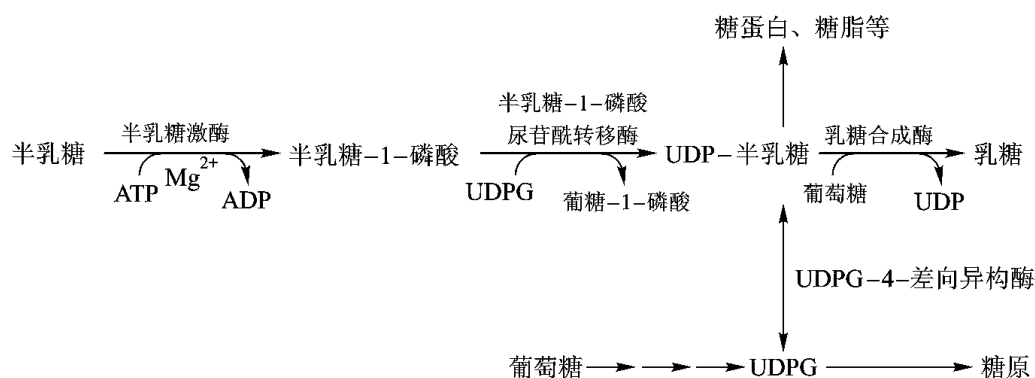 糖蛋白、糖脂等
半乳糖-1-磷酸
半乳糖激酶
尿苷酰转移酶
乳糖合成酶
半乳糖
半乳糖-1-磷酸
UDP-半乳糖
乳糖
ATP
Mg²⁺
ADP
UDPG
葡糖-1-磷酸
葡萄糖
UDP
UDPG-4-差向异构酶
葡萄糖
UDPG
糖原